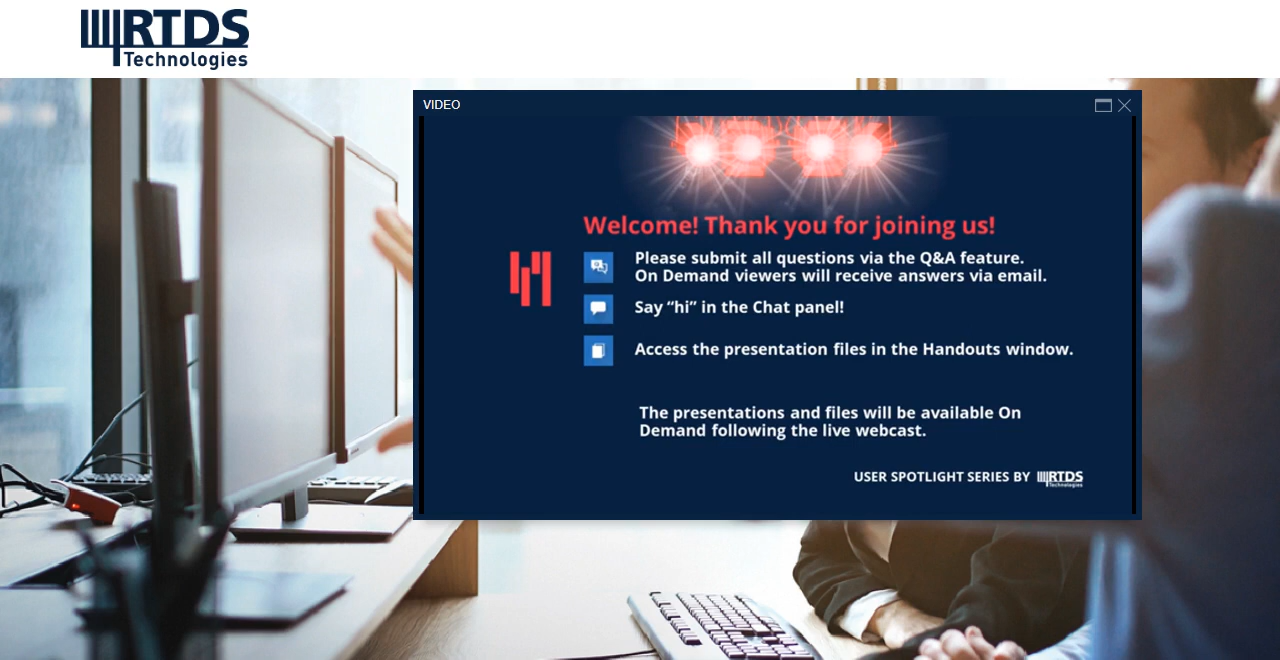 RTDS
Technologies
VIDEO
Welcome! Thank you for joining us!
Please submit all questions via the Q&A feature.
On Demand viewers will receive answers via email.
Say “hi” in the Chat panel!
Access the presentation files in the Handouts window.
The presentations and files will be available On
Demand following the live webcast.
USER SPOTLIGHT SERIES BY RTDS
Technologies